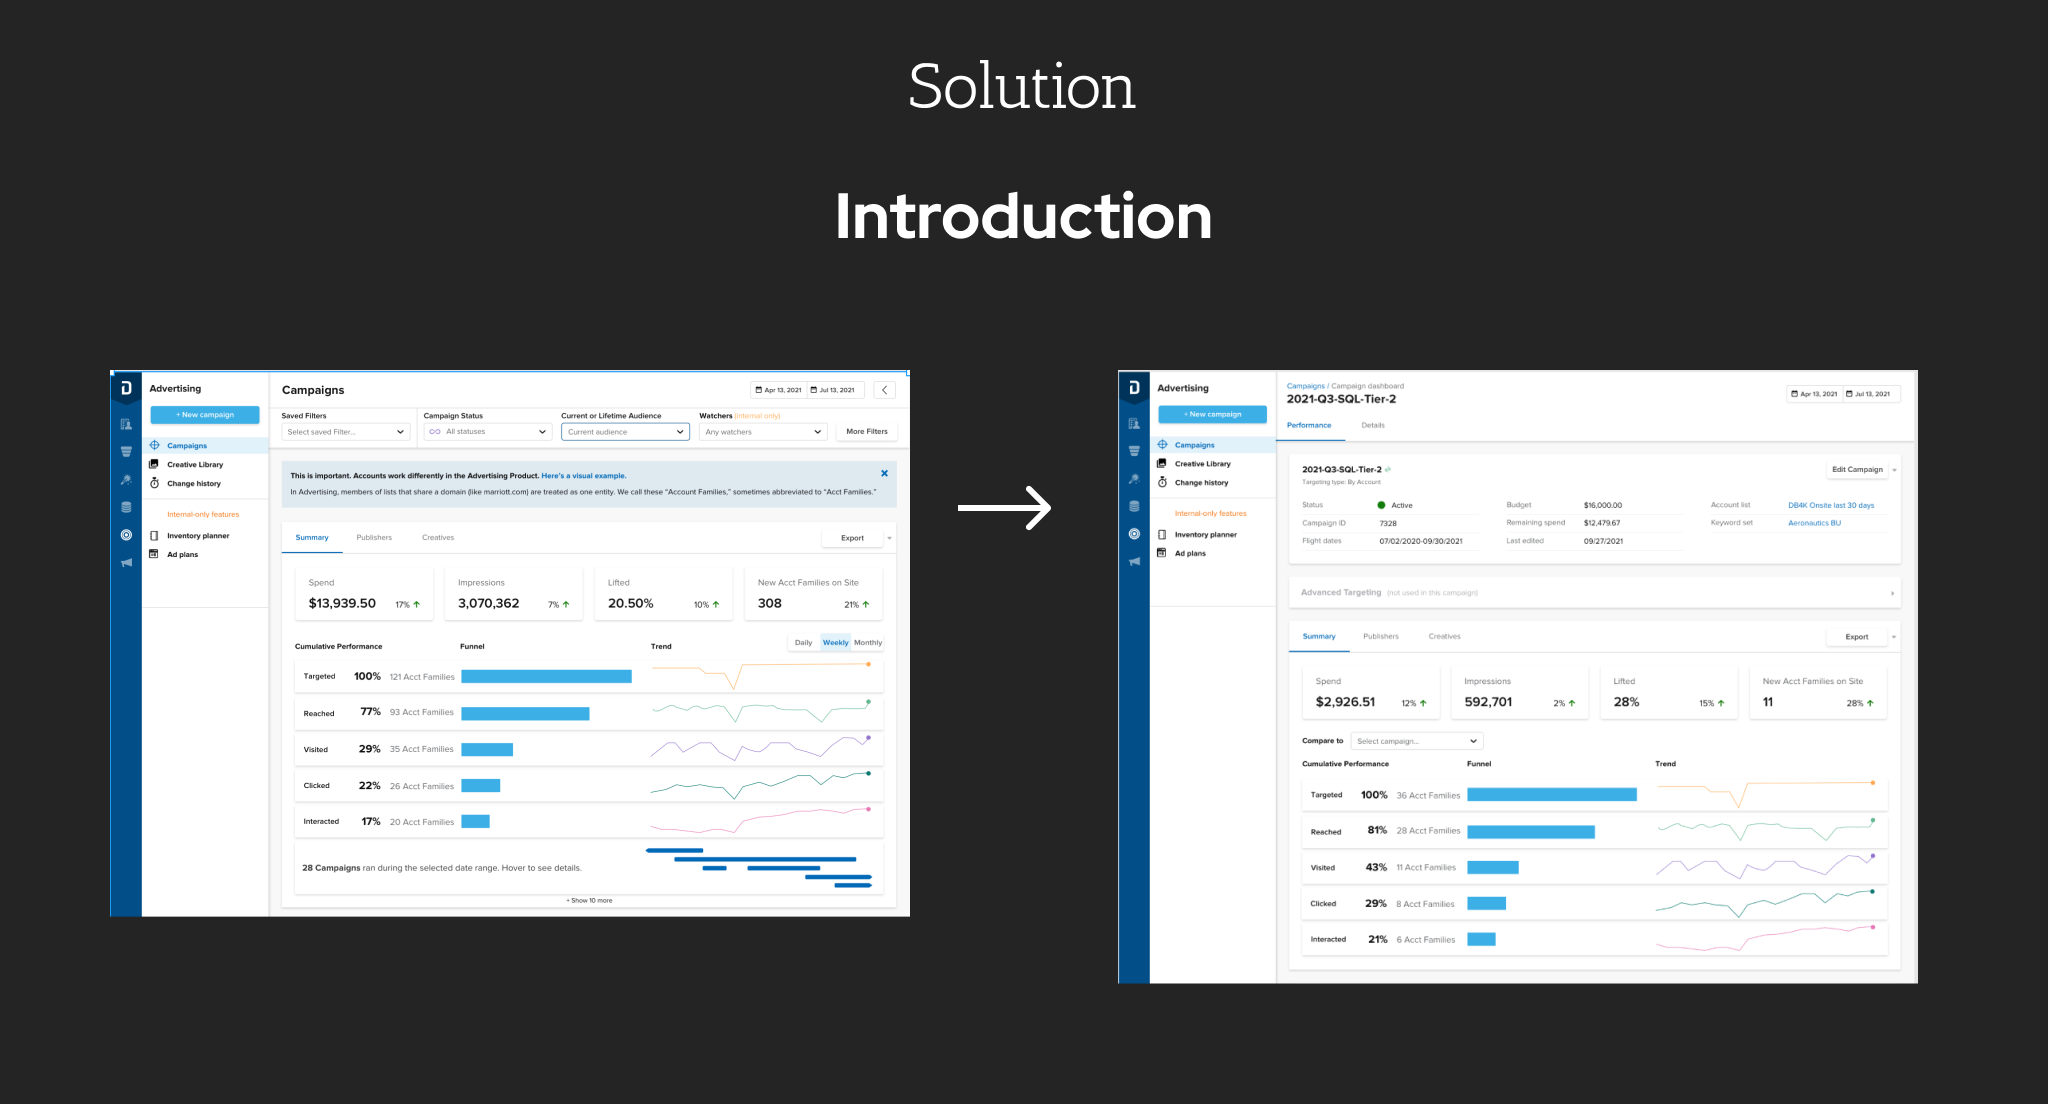 Solution
Introduction
D
Advertising
+ New campaign
Campaigns
Creative Library
Change history
Internal-only features
Inventory planner
Ad plans
Campaigns
Apr 13, 2021
Jul 13, 2021
Saved Filters
Campaign Status
Current or Lifetime Audience
Watchers (internal only)
Select saved Filter...
All statuses
Current audience
Any watchers
More Filters
This is important. Accounts work differently in the Advertising Product. Here's a visual example.
In Advertising, members of lists that share a domain (like marriott.com) are treated as one entity. We call these "Account Families," sometimes abbreviated to "Acct Families."
Summary
Publishers
Creatives
Export
Spend
$13,939.50 17%
Impressions
3,070,362 7%
Lifted
20.50% 10%
New Acct Families on Site
308 21%
Daily Weekly Monthly
Cumulative Performance
Funnel
Trend
Targeted 100% 121 Acct Families
Reached 77% 93 Acct Families
Visited 29% 35 Acct Families
Clicked 22% 26 Acct Families
Interacted 17% 20 Acct Families
28 Campaigns ran during the selected date range. Hover to see details.
+ Show 10 more
D
Advertising
+ New campaign
Campaigns
Creative Library
Change history
Internal-only features
Inventory planner
Ad plans
Campaigns / Campaign dashboard
2021-Q3-SQL-Tier-2
Apr 13, 2021
Jul 13, 2021
Performance
Details
2021-Q3-SQL-Tier-2
Targeting type: By Account
Edit Campaign
Status Active
Campaign ID 7328
Flight dates 07/02/2020-09/30/2021
Budget $16,000.00
Remaining spend $12,479.67
Last edited 09/27/2021
Account list DB4K Onsite last 30 days
Keyword set Aeronautics BU
Advanced Targeting (not used in this campaign)
Summary
Publishers
Creatives
Export
Spend
$2,926.51 12%
Impressions
592,701 2%
Lifted
28% 15%
New Acct Families on Site
11 28%
Compare to Select campaign...
Cumulative Performance
Funnel
Trend
Targeted 100% 36 Acct Families
Reached 81% 28 Acct Families
Visited 43% 11 Acct Families
Clicked 29% 8 Acct Families
Interacted 21% 6 Acct Families